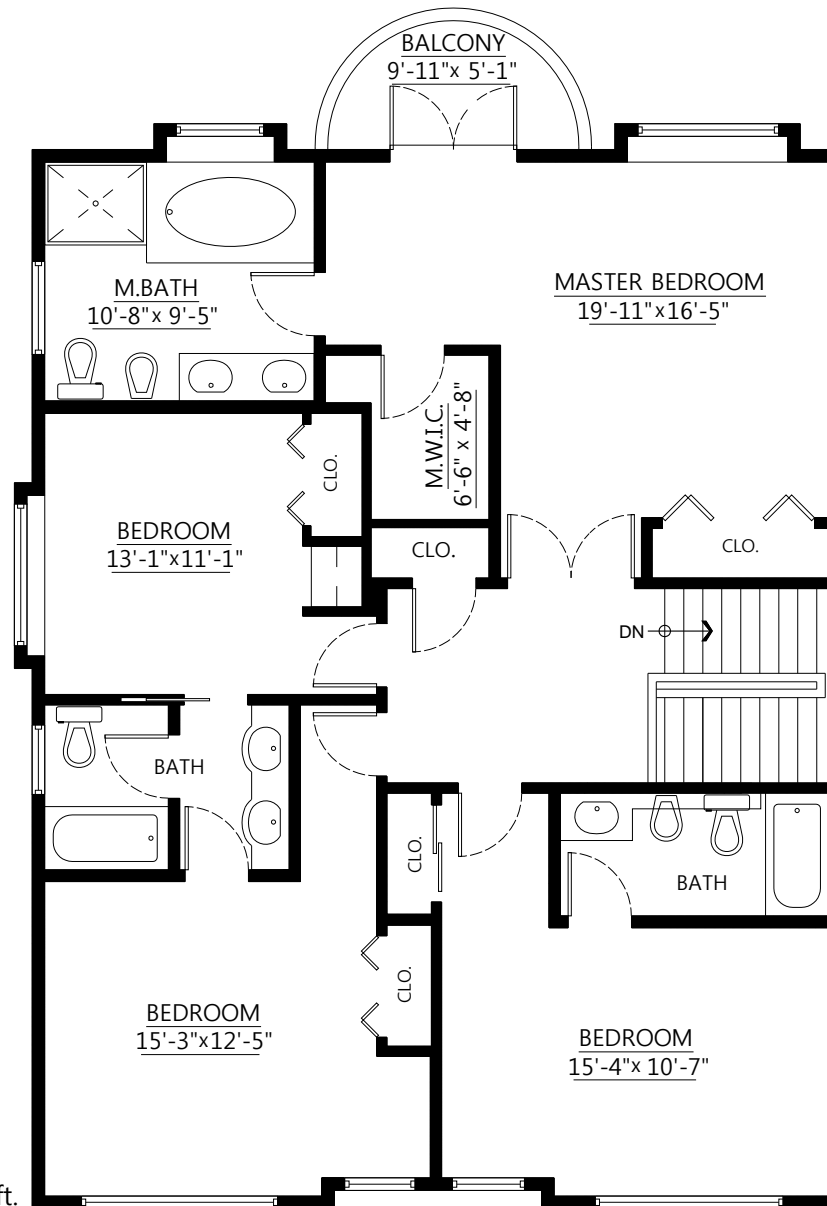 BALCONY
9'-11"x 5'-1"
M.BATH
10'-8"x 9'-5"
MASTER BEDROOM
19'-11"x16'-5"
M.W.I.C.
6'-6" x 4'-8"
CLO.
BEDROOM
13'-1"x11'-1"
CLO.
CLO.
DN
BATH
CLO.
BATH
CLO.
BEDROOM
15'-3"x12'-5"
BEDROOM
15'-4"x 10'-7"
ft.